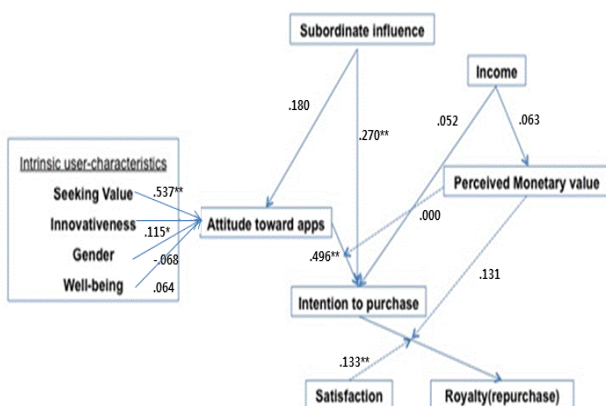 Subordinate influence
Income
.180
.052
.063
.270**
Intrinsic user-characteristics
Seeking Value
.537**
Perceived Monetary value
Innovativeness
Attitude toward apps
.000
.115*
Gender
-.068
.496**
Well-being
.064
.131
Intention to purchase
.133**
Satisfaction
Royalty(repurchase)